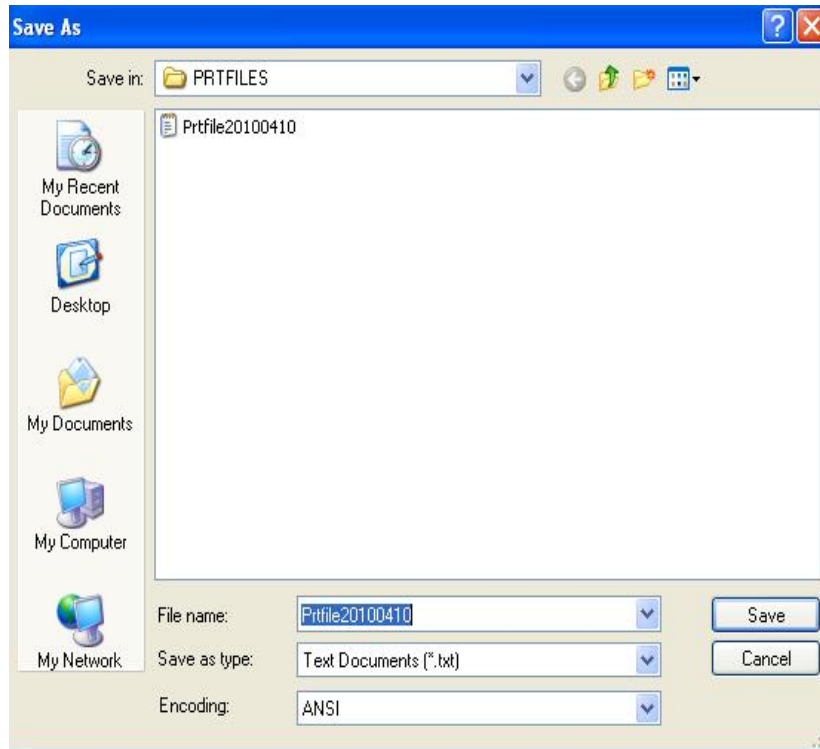 Save As
Save in: PRTFILES
Prtfile20100410
My Recent
Documents
Desktop
My Documents
My Computer
My Network
File name: Prtfile20100410 Save
Save as type: Text Documents (*.txt) Cancel
Encoding: ANSI